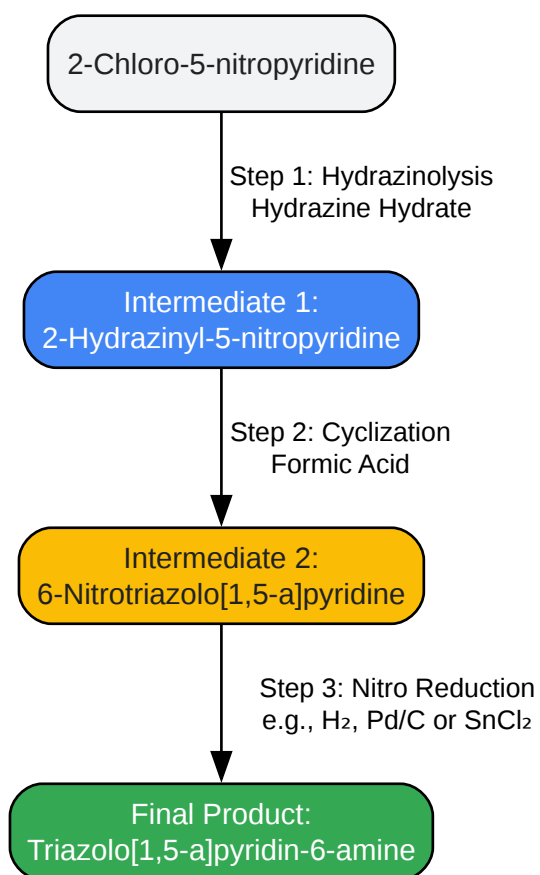 2-Chloro-5-nitropyridine
Step 1: Hydrazinolysis
Hydrazine Hydrate
Intermediate 1:
2-Hydrazinyl-5-nitropyridine
Step 2: Cyclization
Formic Acid
Intermediate 2:
6-Nitrotriazolo[1,5-a]pyridine
Step 3: Nitro Reduction
e.g., H₂, Pd/C or SnCl₂
Final Product:
Triazolo[1,5-a]pyridin-6-amine